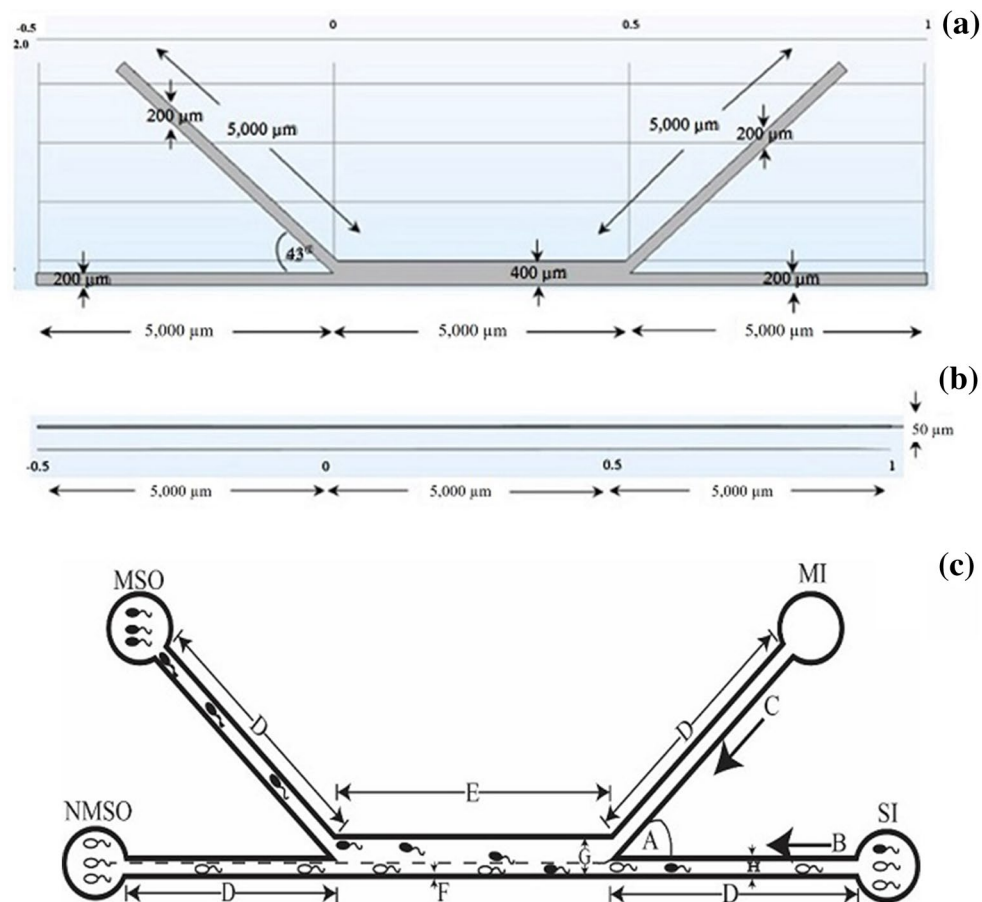 (a)
-0.5 0 0.5 1
2.0
200 µm 5,000 µm 5,000 µm 200 µm
43°
200 µm 400 µm 200 µm
5,000 µm 5,000 µm 5,000 µm
(b)
50 µm
-0.5 0 0.5 1
5,000 µm 5,000 µm 5,000 µm
(c)
MSO MI
C
D D
E
NMSO SI
A B
G H
D F D